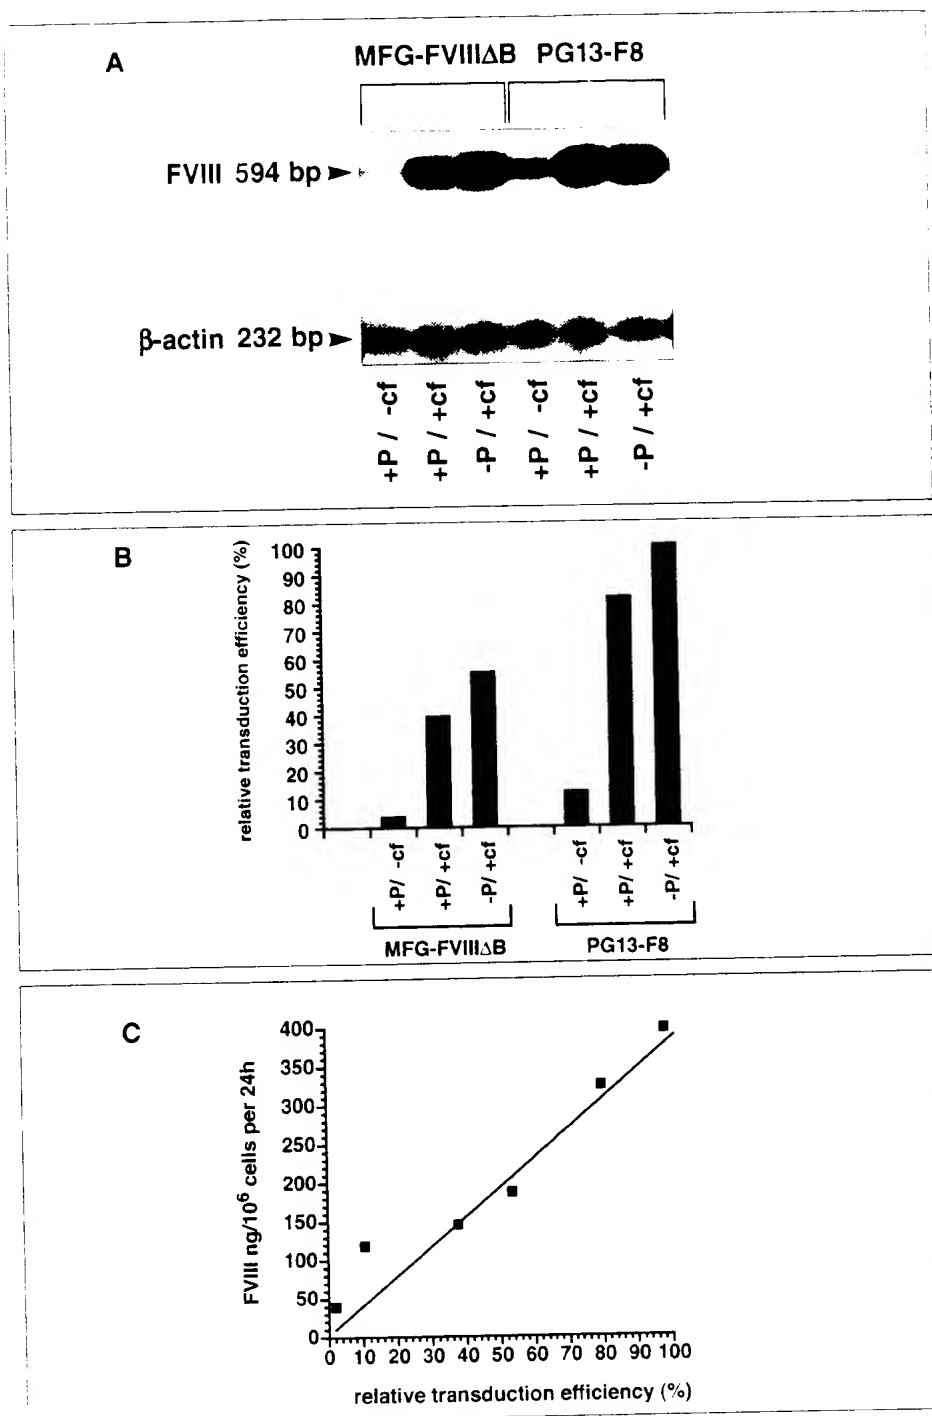 A
MFG-FVIIIΔB PG13-F8
FVIII 594 bp
β-actin 232 bp
+P / -cf
+P / +cf
-P / +cf
+P / -cf
+P / +cf
-P / +cf
B
relative transduction efficiency (%)
100
90
80
70
60
50
40
30
20
10
0
+P/ -cf
+P/ +cf
-P/ +cf
+P/ -cf
+P/ +cf
-P/ +cf
MFG-FVIIIΔB
PG13-F8
C
FVIII ng/10⁶ cells per 24h
400
350
300
250
200
150
100
50
0
0 10 20 30 40 50 60 70 80 90 100
relative transduction efficiency (%)